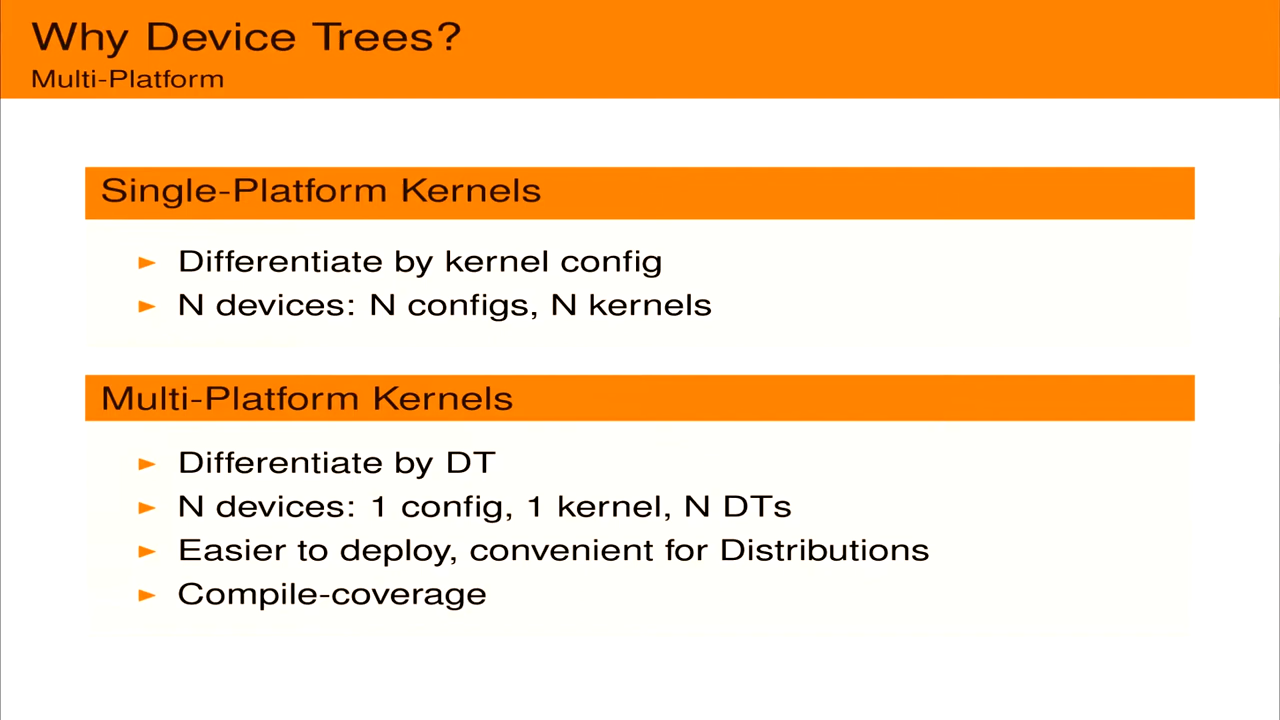 Why Device Trees?
Multi-Platform
Single-Platform Kernels
► Differentiate by kernel config
► N devices: N configs, N kernels
Multi-Platform Kernels
► Differentiate by DT
► N devices: 1 config, 1 kernel, N DTs
► Easier to deploy, convenient for Distributions
► Compile-coverage